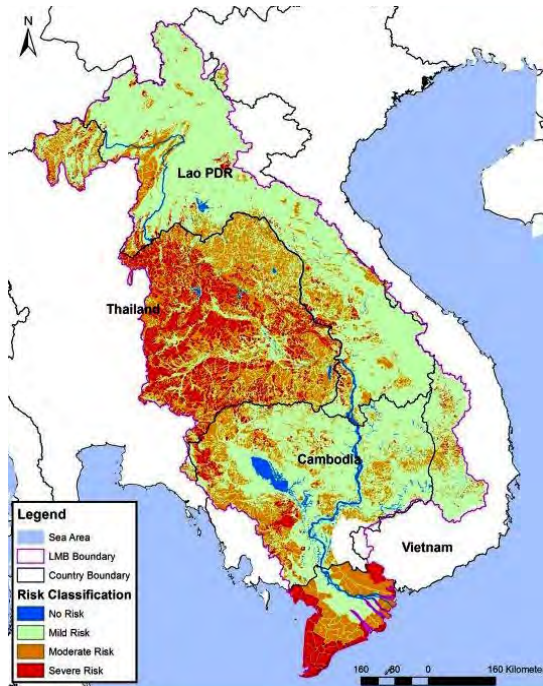 N
Lao PDR
Thailand
Cambodia
Vietnam
Legend
Sea Area
LMB Boundary
Country Boundary
Risk Classification
No Risk
Mild Risk
Moderate Risk
Severe Risk
160 80 0 160 Kilomete